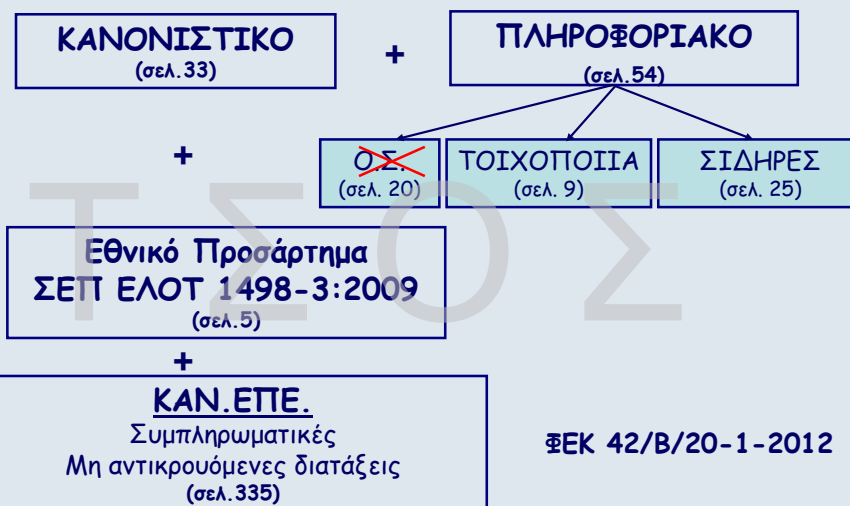 ΚΑΝΟΝΙΣΤΙΚΟ
(σελ.33)
+
ΠΛΗΡΟΦΟΡΙΑΚΟ
(σελ.54)
+
Ο.Σ.
(σελ. 20)
ΤΟΙΧΟΠΟΙΙΑ
(σελ. 9)
ΣΙΔΗΡΕΣ
(σελ. 25)
ΤΣΟΣ
Εθνικό Προσάρτημα
ΣΕΠ ΕΛΟΤ 1498-3:2009
(σελ.5)
+
ΚΑΝ.ΕΠΕ.
Συμπληρωματικές
Μη αντικρουόμενες διατάξεις
(σελ.335)
ΦΕΚ 42/Β/20-1-2012